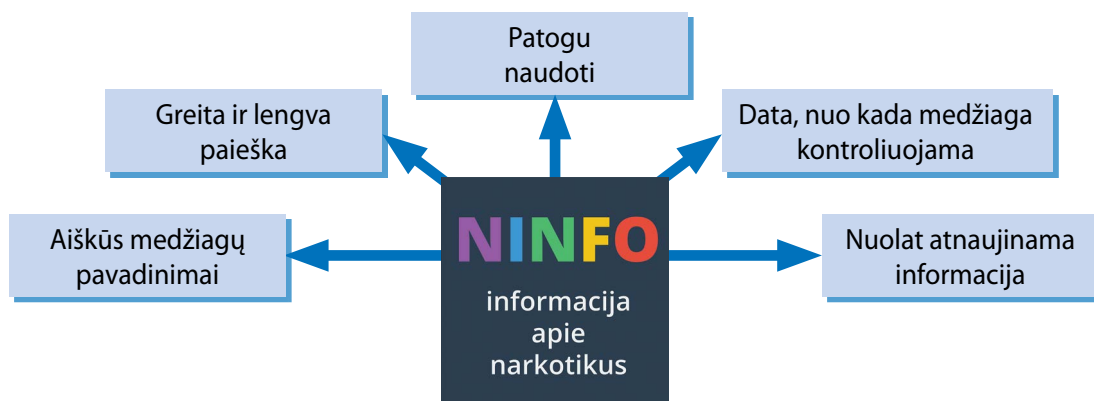 Patogu
naudoti
Greita ir lengva
paieška
Data, nuo kada medžiaga
kontroliuojama
Aiškūs medžiagų
pavadinimai
NINFO
informacija
apie
narkotikus
Nuolat atnaujinama
informacija